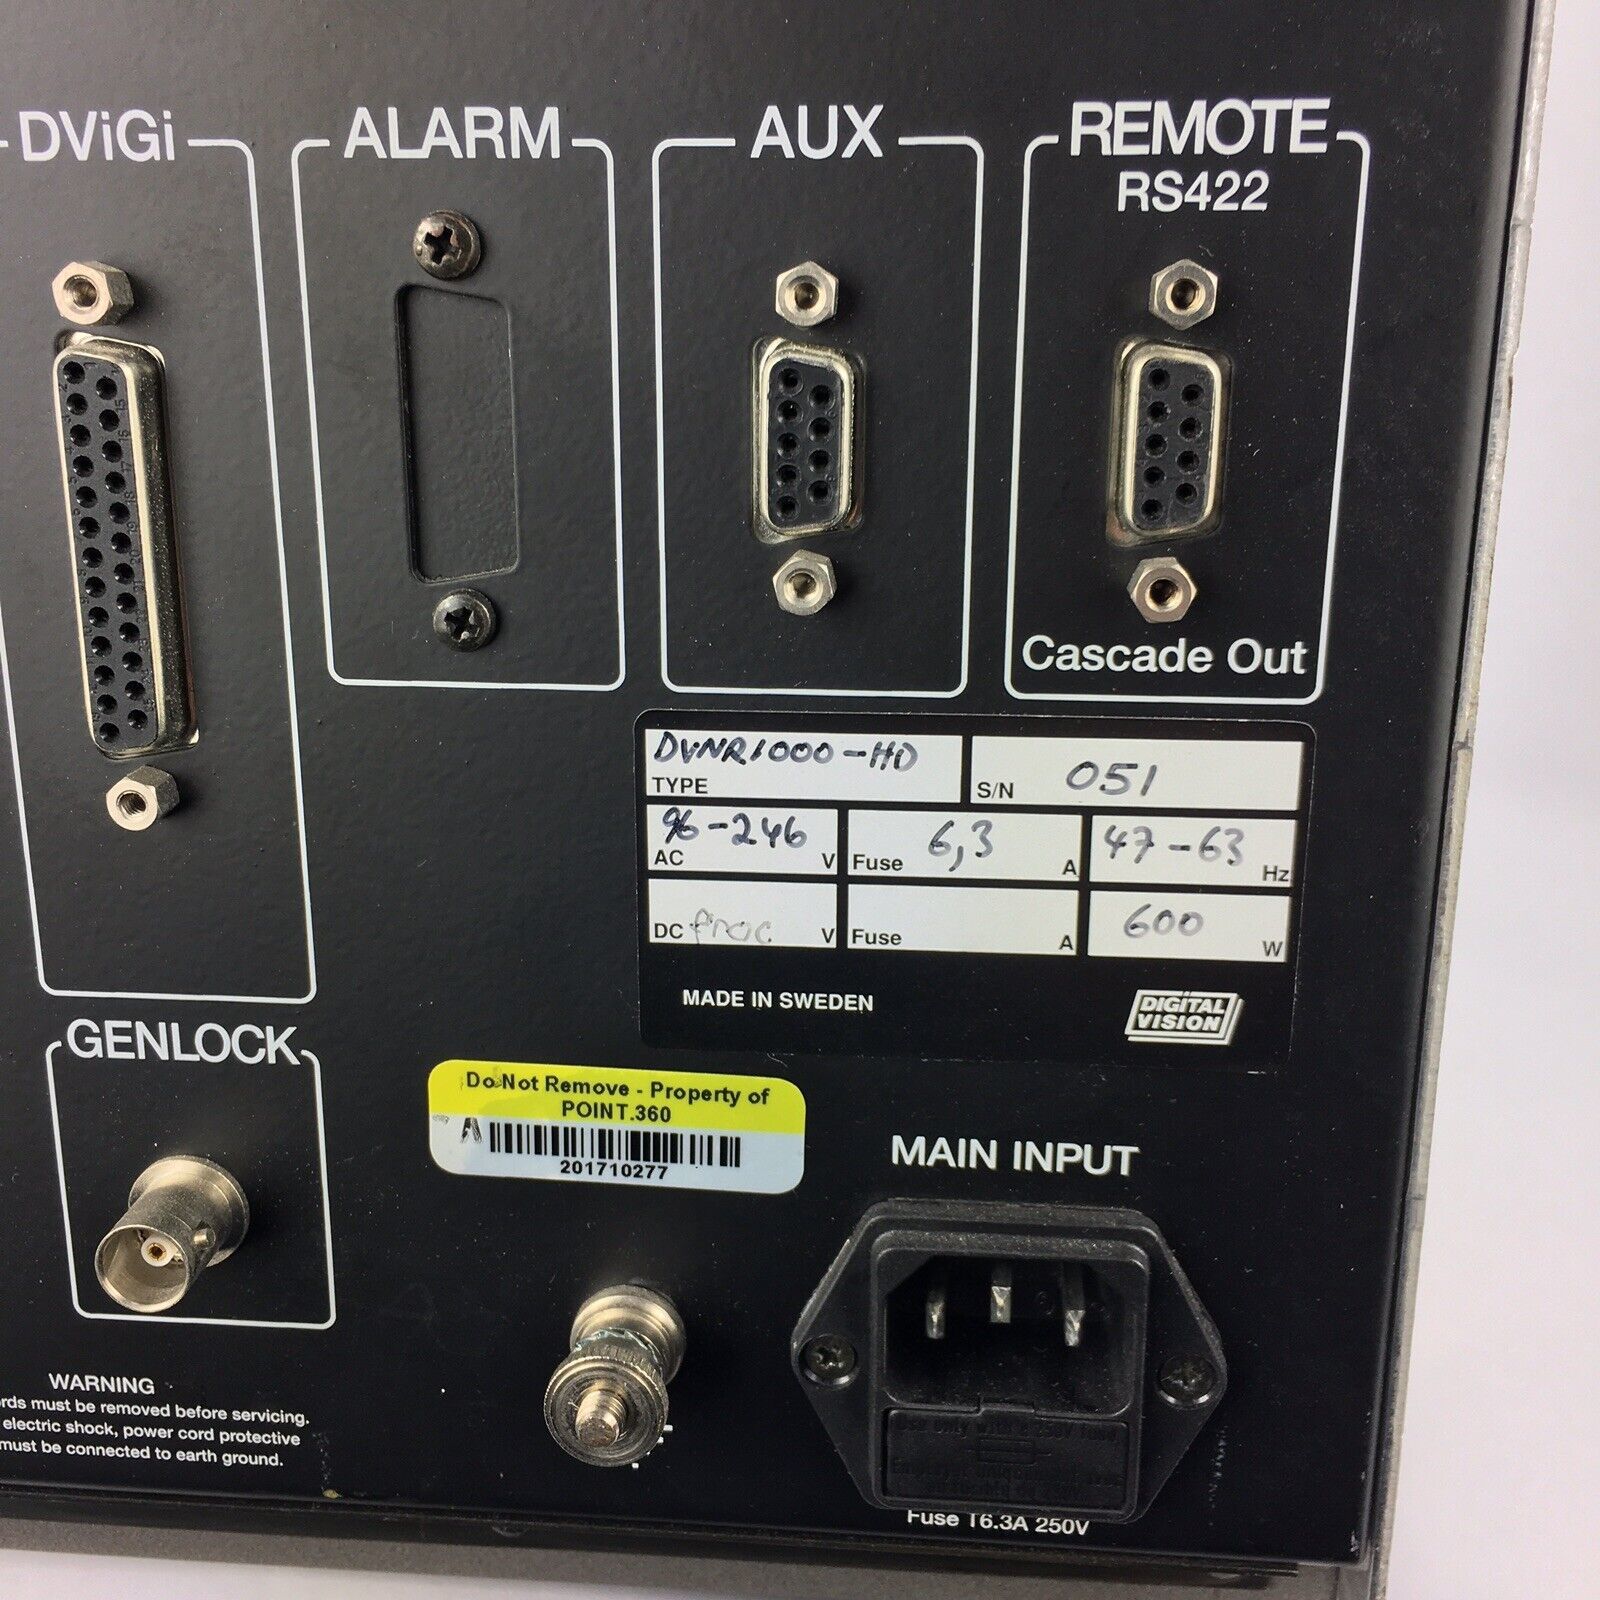 DViGi
ALARM
AUX
REMOTE
RS422
Cascade Out
DVNR1000-HD
TYPE
S/N 051
96-246
AC V
Fuse 6,3 A
47-63 Hz
DC proc V
Fuse A
600 W
MADE IN SWEDEN
DIGITAL
VISION
GENLOCK
Do Not Remove - Property of
POINT.360
201710277
MAIN INPUT
WARNING
must be removed before servicing.
electric shock, power cord protective
must be connected to earth ground.
Fuse T6.3A 250V